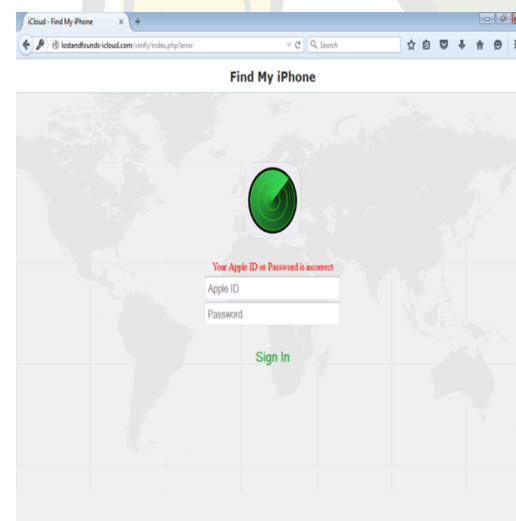 iCloud - Find My iPhone
lostandfounds-icloud.com/verify/index.php?error
Search
Find My iPhone
Your Apple ID or Password is incorrect
Apple ID
Password
Sign In